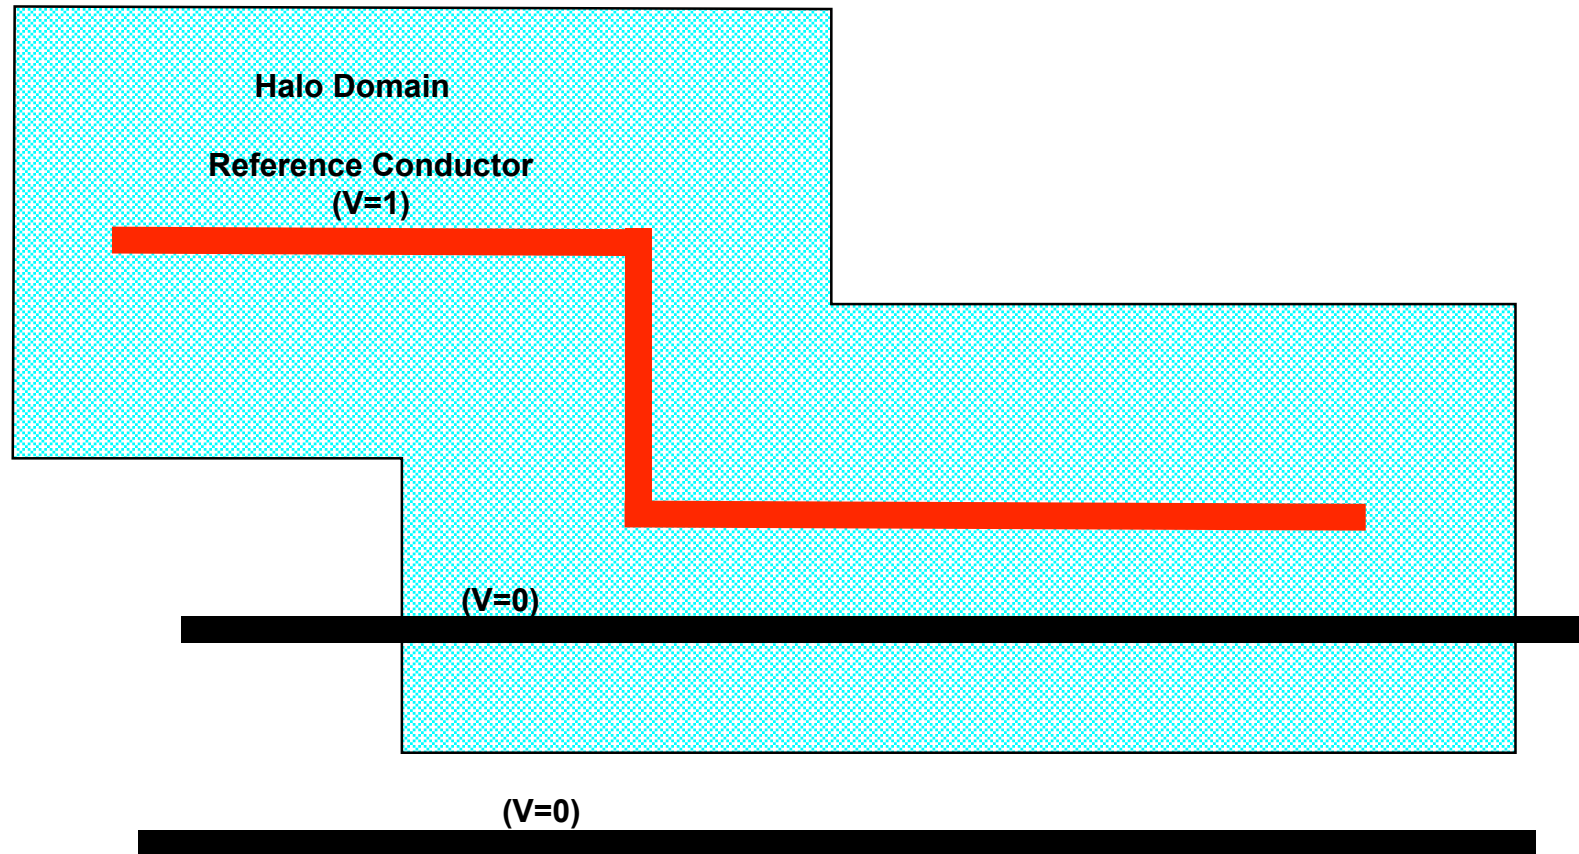 Halo Domain
Reference Conductor
(V=1)
(V=0)
(V=0)